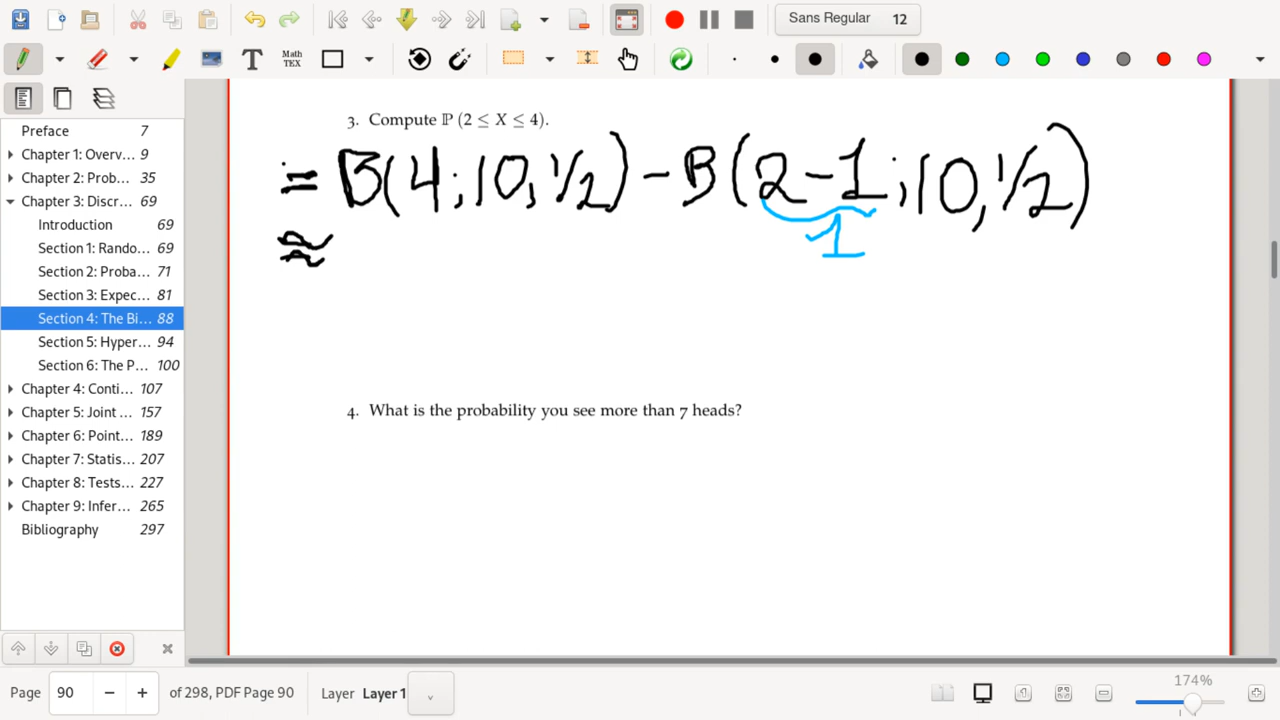 Sans Regular 12
T Math TEX
Preface 7
Chapter 1: Overv... 9
Chapter 2: Prob... 35
Chapter 3: Discr... 69
Introduction 69
Section 1: Rando... 69
Section 2: Proba... 71
Section 3: Expec... 81
Section 4: The Bi... 88
Section 5: Hyper... 94
Section 6: The P... 100
Chapter 4: Conti... 107
Chapter 5: Joint ... 157
Chapter 6: Point... 189
Chapter 7: Statis... 207
Chapter 8: Tests... 227
Chapter 9: Infer... 265
Bibliography 297
3. Compute ℙ (2 ≤ X ≤ 4).
= B(4; 10, 1/2) - B(2-1; 10, 1/2)
1
≈
4. What is the probability you see more than 7 heads?
Page 90 of 298, PDF Page 90 Layer Layer 1
174%